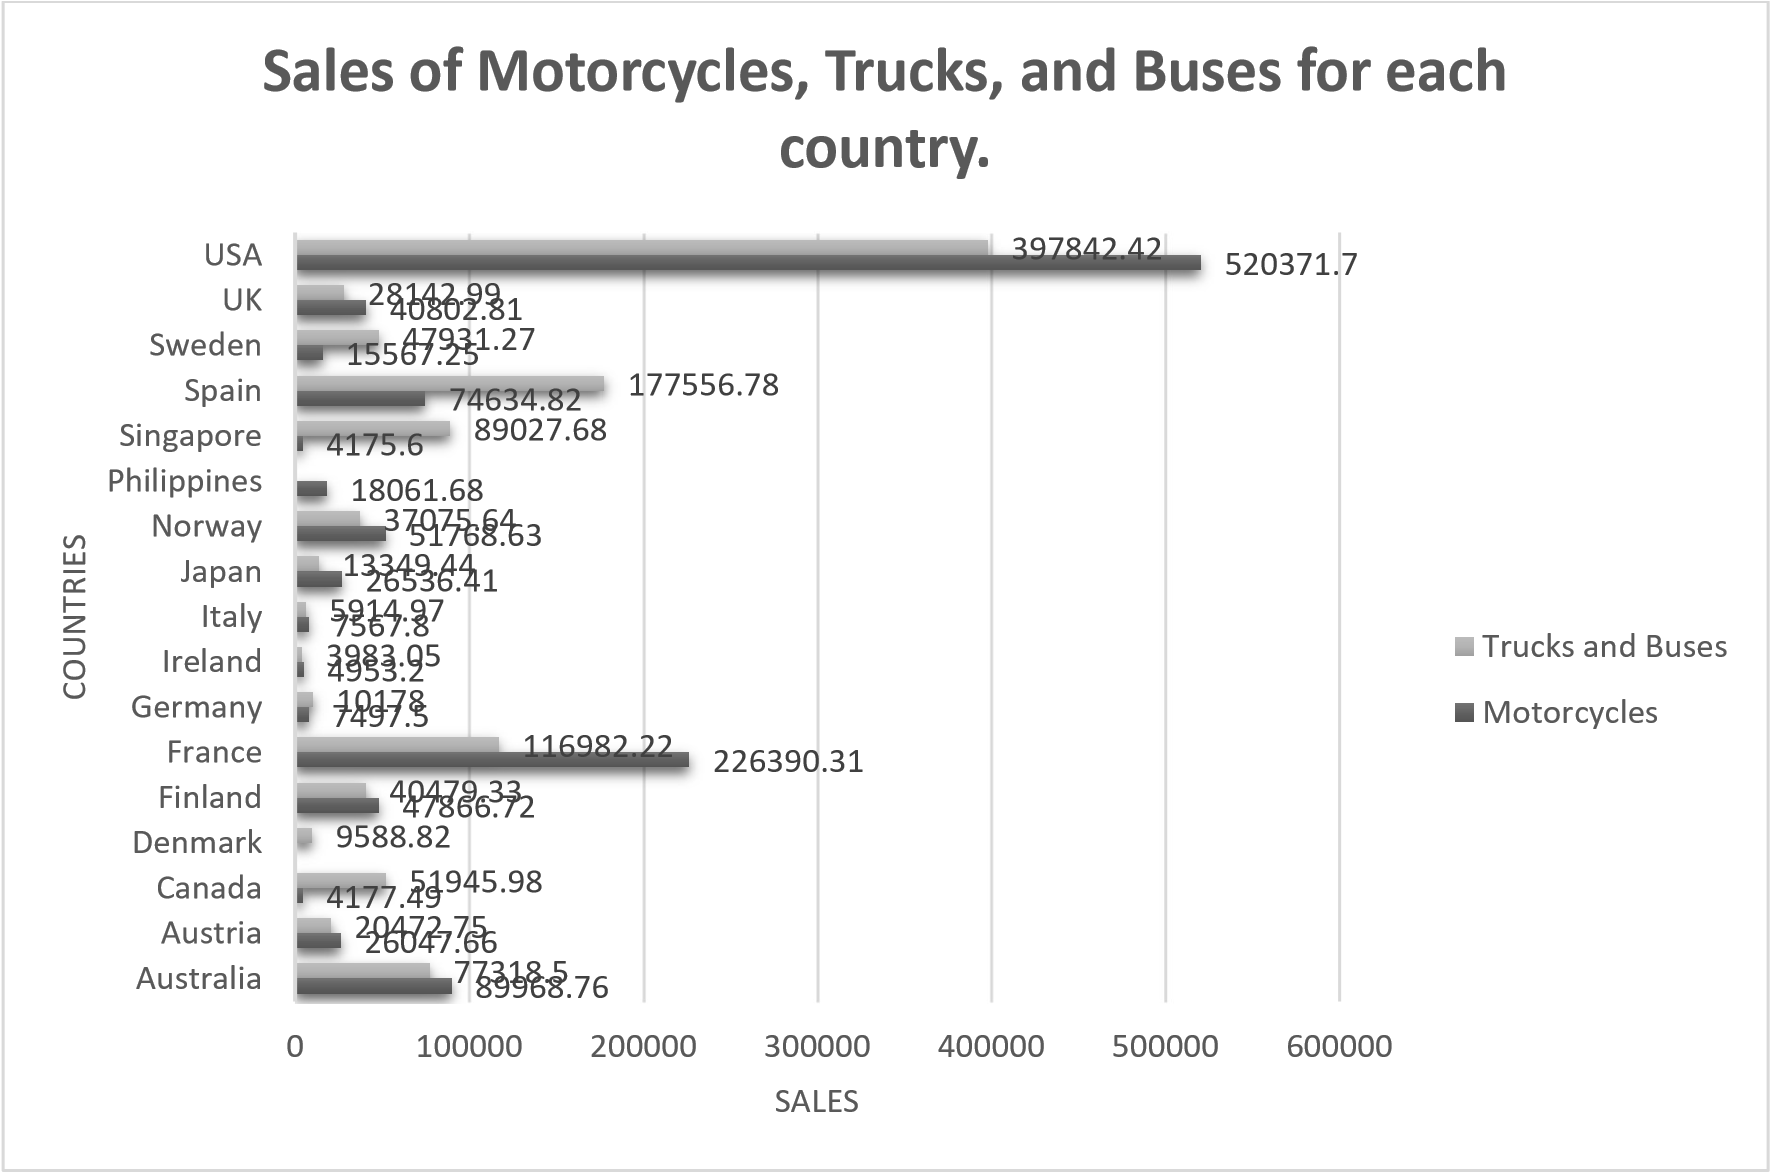 Sales of Motorcycles, Trucks, and Buses for each
country.
USA
397842.42
520371.7
UK
28142.99
40802.81
Sweden
47931.27
15567.25
Spain
177556.78
74634.82
Singapore
89027.68
4175.6
Philippines
18061.68
Norway
37075.64
51768.63
Japan
13349.44
26536.41
Italy
5914.97
7567.8
Ireland
3983.05
4953.2
Germany
10178
7497.5
France
116982.22
226390.31
Finland
40479.33
47866.72
Denmark
9588.82
Canada
51945.98
4177.49
Austria
20472.75
26047.66
Australia
77318.5
89968.76
COUNTRIES
0 100000 200000 300000 400000 500000 600000
SALES
Trucks and Buses
Motorcycles